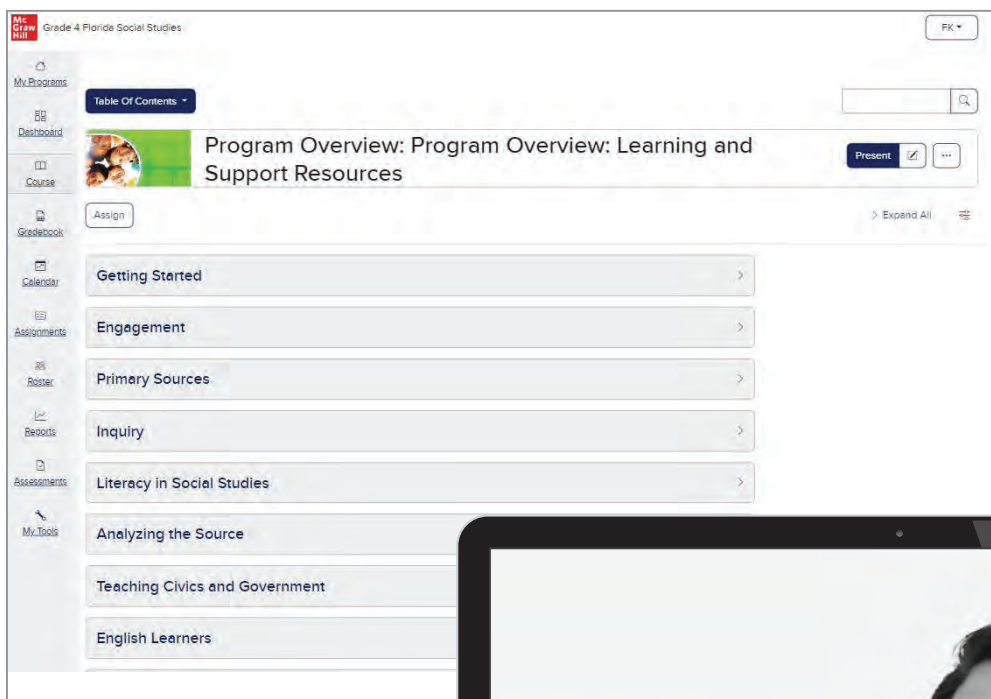 Mc
Graw
Hill
Grade 4 Florida Social Studies
FK
My Programs
Dashboard
Course
Gradebook
Calendar
Assignments
Roster
Reports
Assessments
My Tools
Table Of Contents
Program Overview: Program Overview: Learning and
Support Resources
Present
Assign
Expand All
Getting Started
Engagement
Primary Sources
Inquiry
Literacy in Social Studies
Analyzing the Source
Teaching Civics and Government
English Learners